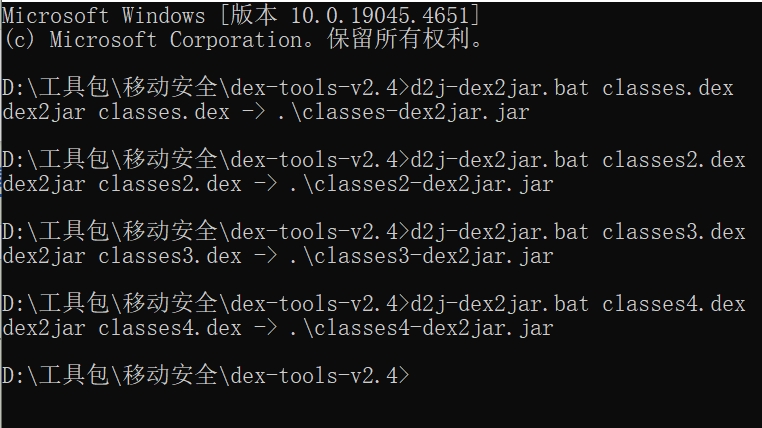 Microsoft Windows [版本 10.0.19045.4651]
(c) Microsoft Corporation。保留所有权利。
D:\工具包\移动安全\dex-tools-v2.4>d2j-dex2jar.bat classes.dex
dex2jar classes.dex -> .\classes-dex2jar.jar
D:\工具包\移动安全\dex-tools-v2.4>d2j-dex2jar.bat classes2.dex
dex2jar classes2.dex -> .\classes2-dex2jar.jar
D:\工具包\移动安全\dex-tools-v2.4>d2j-dex2jar.bat classes3.dex
dex2jar classes3.dex -> .\classes3-dex2jar.jar
D:\工具包\移动安全\dex-tools-v2.4>d2j-dex2jar.bat classes4.dex
dex2jar classes4.dex -> .\classes4-dex2jar.jar
D:\工具包\移动安全\dex-tools-v2.4>